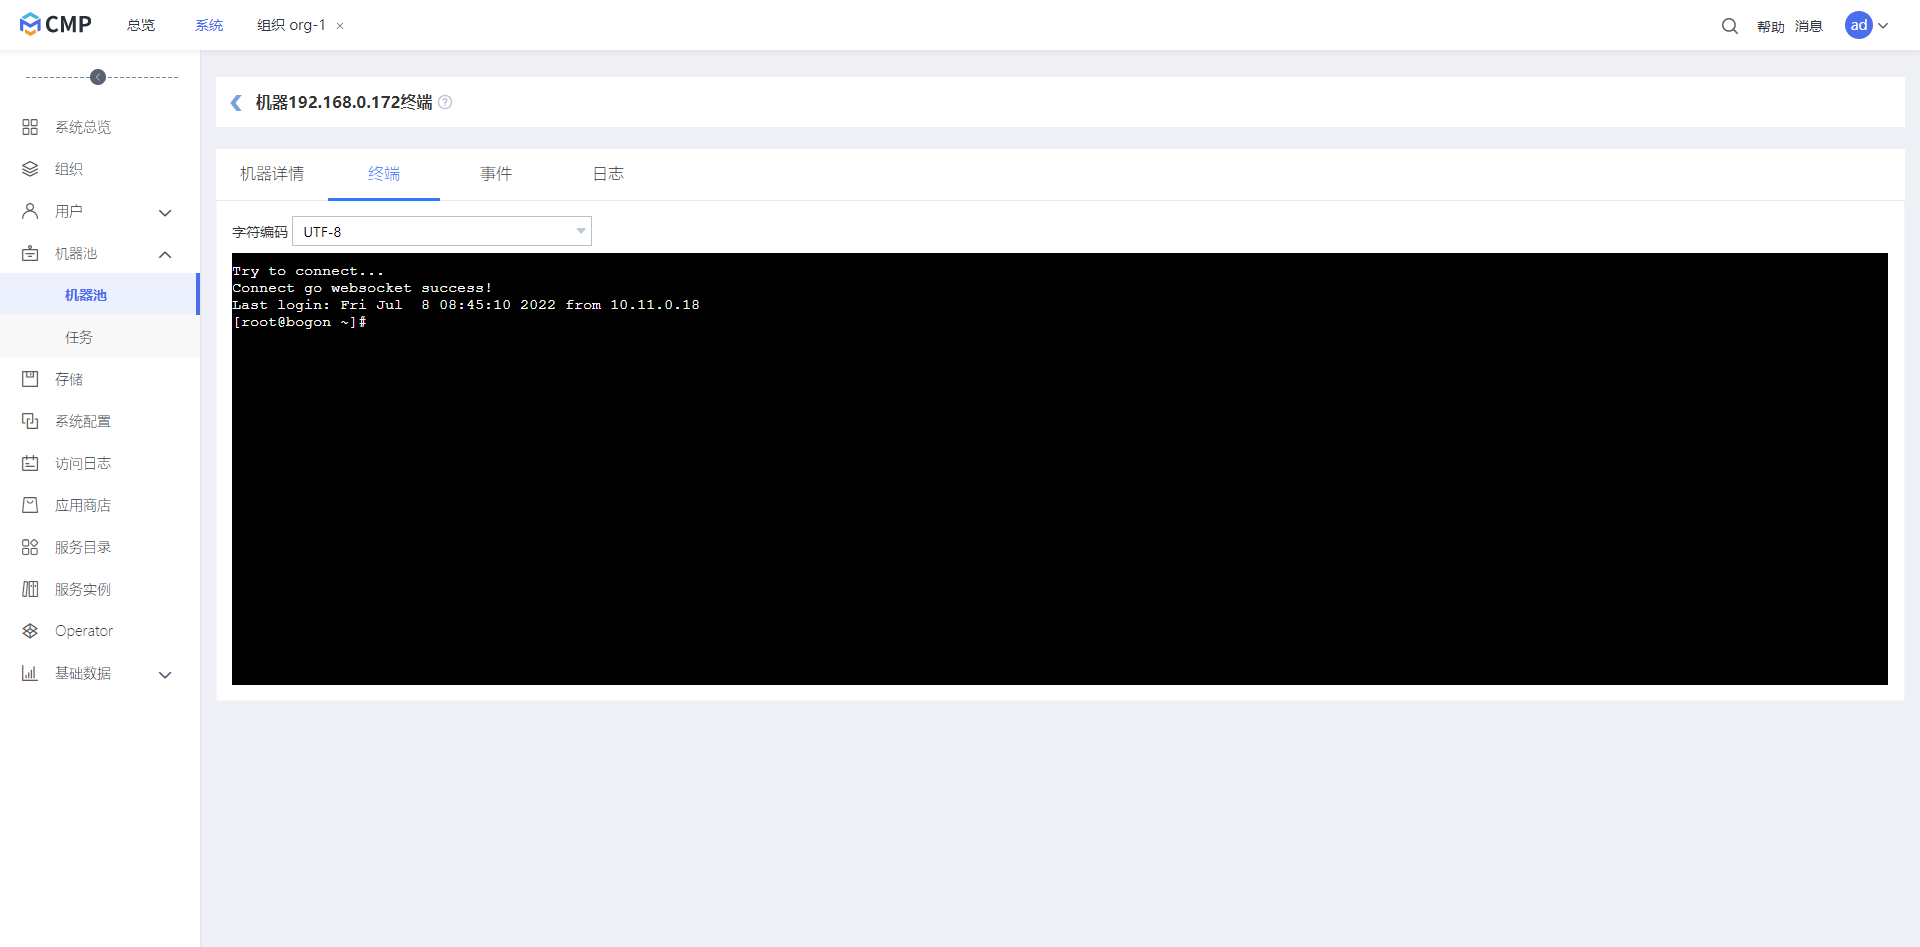 CMP 总览 系统 组织 org-1 × 帮助 消息 ad
机器192.168.0.172终端 ?
系统总览
组织
用户
机器池
机器池
任务
存储
系统配置
访问日志
应用商店
服务目录
服务实例
Operator
基础数据
机器详情 终端 事件 日志
字符编码 UTF-8
Try to connect...
Connect go websocket success!
Last login: Fri Jul  8 08:45:10 2022 from 10.11.0.18
[root@bogon ~]#